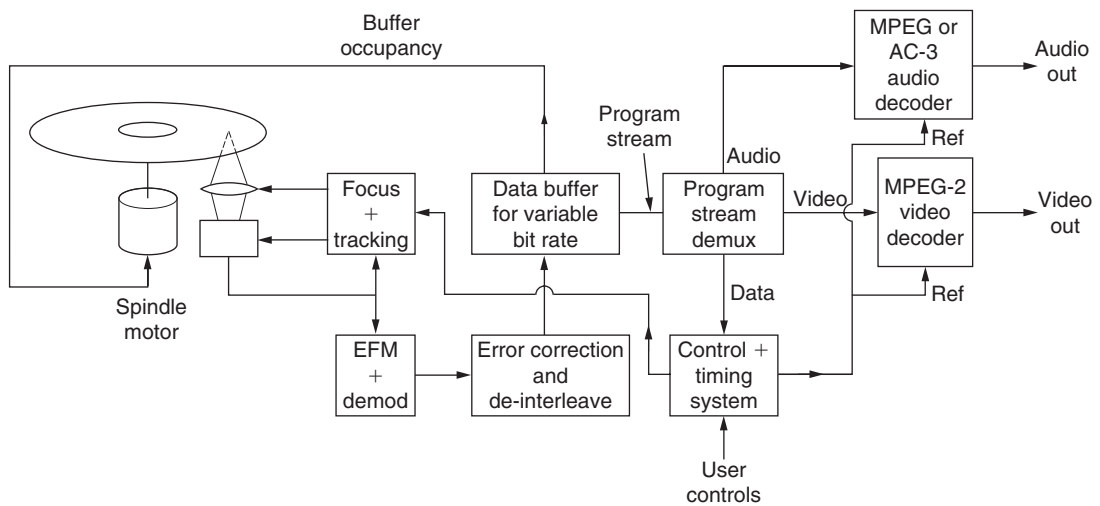 Buffer
occupancy
MPEG or
AC-3
audio
decoder
Audio
out
Ref
Program
stream
Audio
Focus
+
tracking
Data buffer
for variable
bit rate
Program
stream
demux
Video
MPEG-2
video
decoder
Video
out
Ref
Data
Spindle
motor
EFM
+
demod
Error correction
and
de-interleave
Control +
timing
system
User
controls